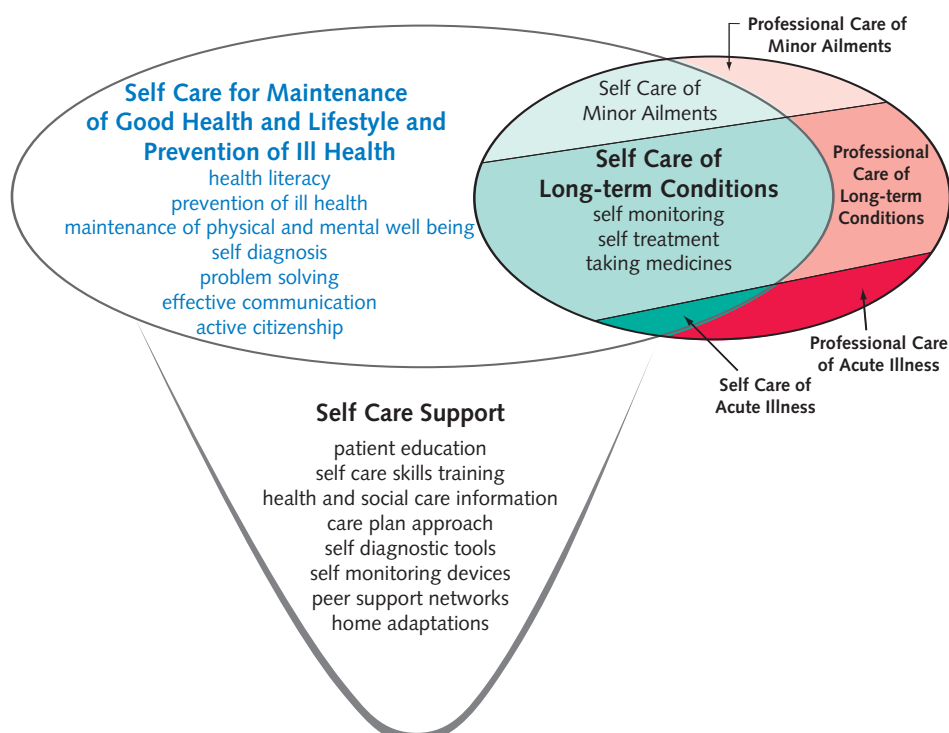 Professional Care of
Minor Ailments
Self Care for Maintenance
of Good Health and Lifestyle and
Prevention of Ill Health
health literacy
prevention of ill health
maintenance of physical and mental well being
self diagnosis
problem solving
effective communication
active citizenship
Self Care of
Minor Ailments
Self Care of
Long-term Conditions
self monitoring
self treatment
taking medicines
Professional
Care of
Long-term
Conditions
Professional Care
of Acute Illness
Self Care of
Acute Illness
Self Care Support
patient education
self care skills training
health and social care information
care plan approach
self diagnostic tools
self monitoring devices
peer support networks
home adaptations